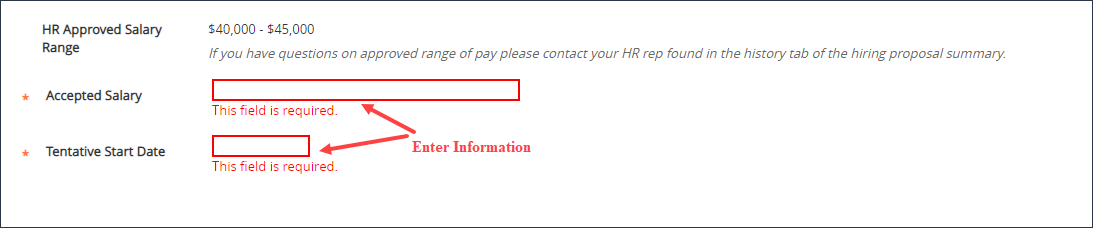 HR Approved Salary Range
$40,000 - $45,000
If you have questions on approved range of pay please contact your HR rep found in the history tab of the hiring proposal summary.
* Accepted Salary
This field is required.
Enter Information
* Tentative Start Date
This field is required.